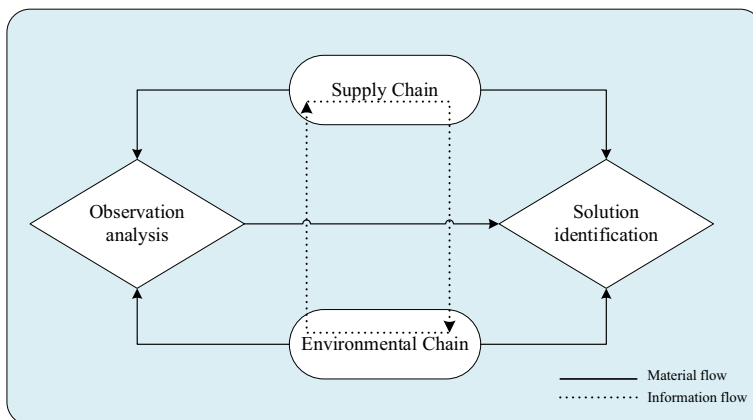 Supply Chain
Observation
analysis
Solution
identification
Environmental Chain
Material flow
Information flow